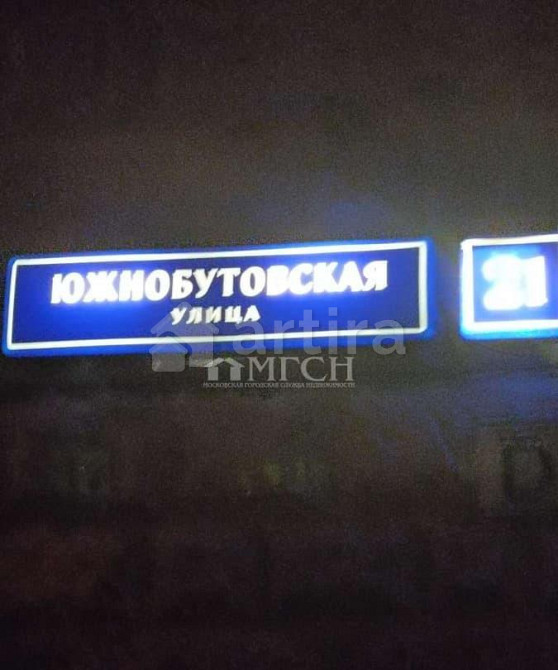 ЮЖНОБУТОВСКАЯ
УЛИЦА
21
artira
МГСН
МОСКОВСКАЯ ГОРОДСКАЯ СЛУЖБА НЕДВИЖИМОСТИ